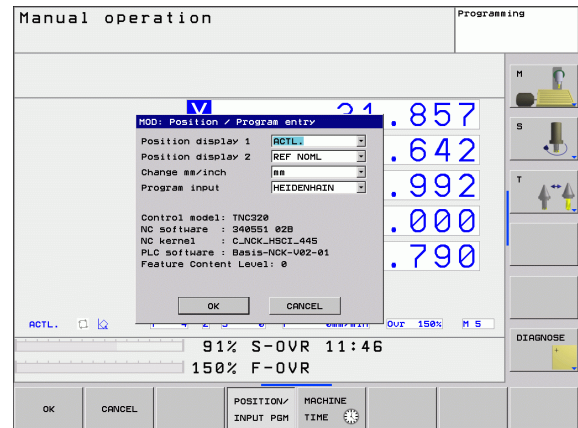 Manual operation
Programming
M
X 21.857
MOD: Position / Program entry
Position display 1 ACTL.
Position display 2 REF NOML
Change mm/inch mm
Program input HEIDENHAIN
.642
.992
.000
.790
S
T
Control model: TNC320
NC software : 340551 02B
NC kernel : C_NCK_HSCI_445
PLC software : Basis-NCK-V02-01
Feature Content Level: 0
OK CANCEL
ACTL. Ovr 150% M 5
91% S-OVR 11:46
150% F-OVR
DIAGNOSE
OK
CANCEL
POSITION/
INPUT PGM
MACHINE
TIME